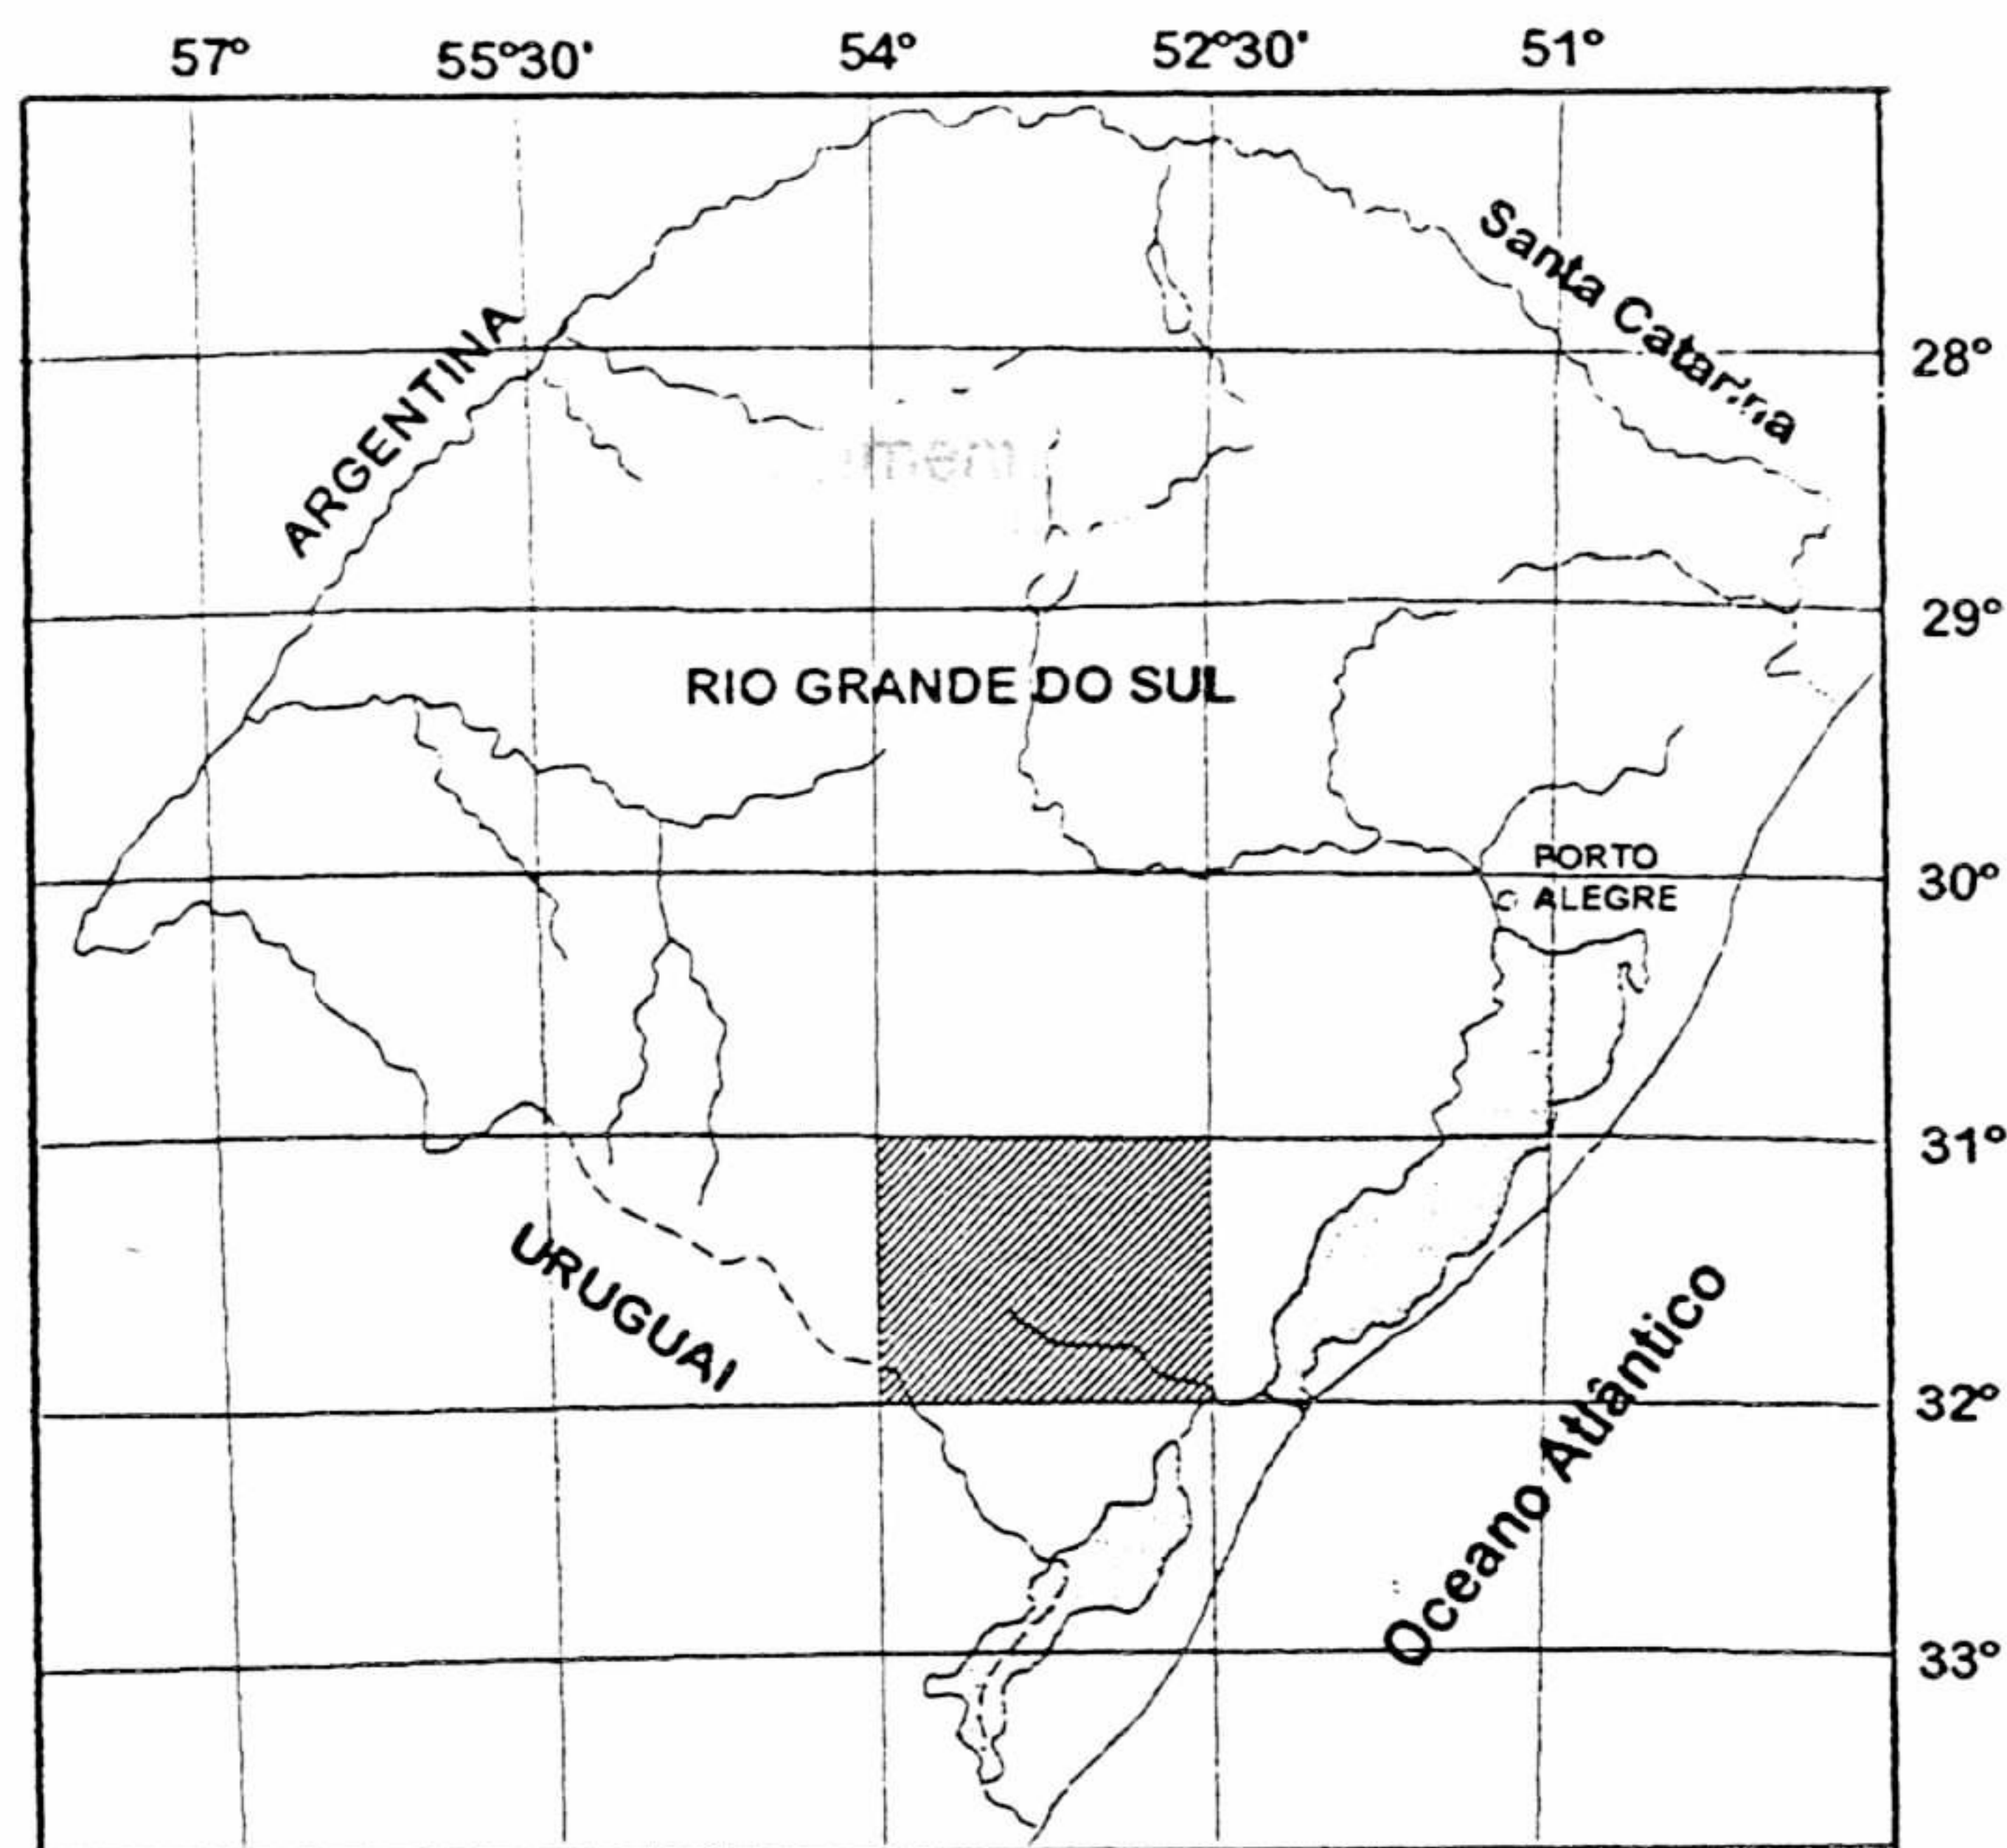 57° 55°30' 54° 52°30' 51°
Santa Catarina
ARGENTINA
28°
29°
RIO GRANDE DO SUL
PORTO
30°
ALEGRE
31°
URUGUAI
Oceano Atlântico
32°
33°